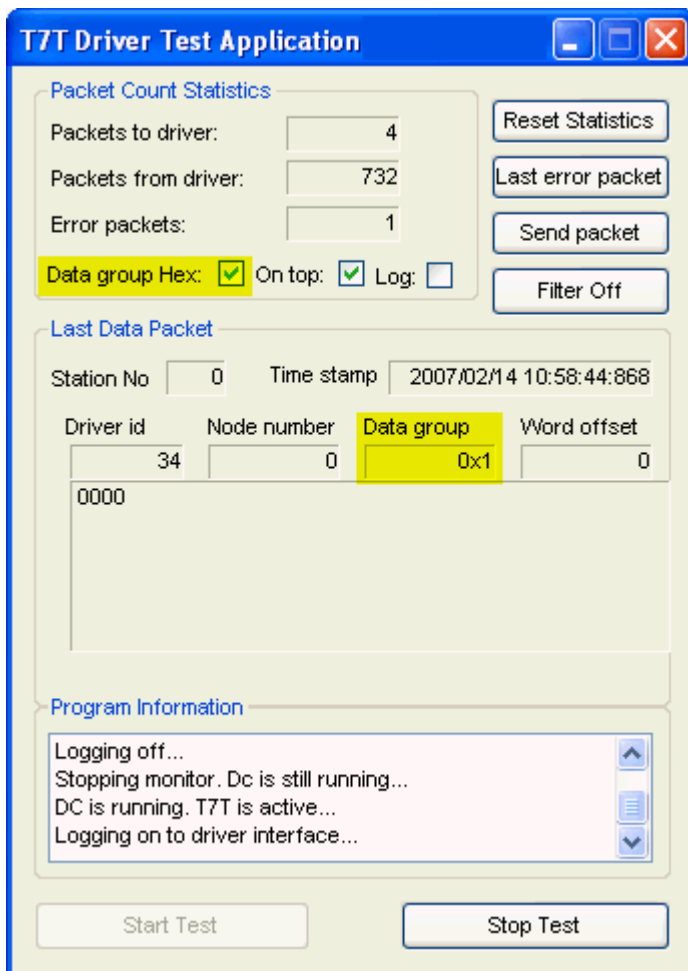 T7T Driver Test Application
Packet Count Statistics
Packets to driver: 4
Packets from driver: 732
Error packets: 1
Data group Hex: On top: Log:
Reset Statistics
Last error packet
Send packet
Filter Off
Last Data Packet
Station No 0 Time stamp 2007/02/14 10:58:44:868
Driver id Node number Data group Word offset
34 0 0x1 0
0000
Program Information
Logging off...
Stopping monitor. Dc is still running...
DC is running. T7T is active...
Logging on to driver interface...
Start Test Stop Test